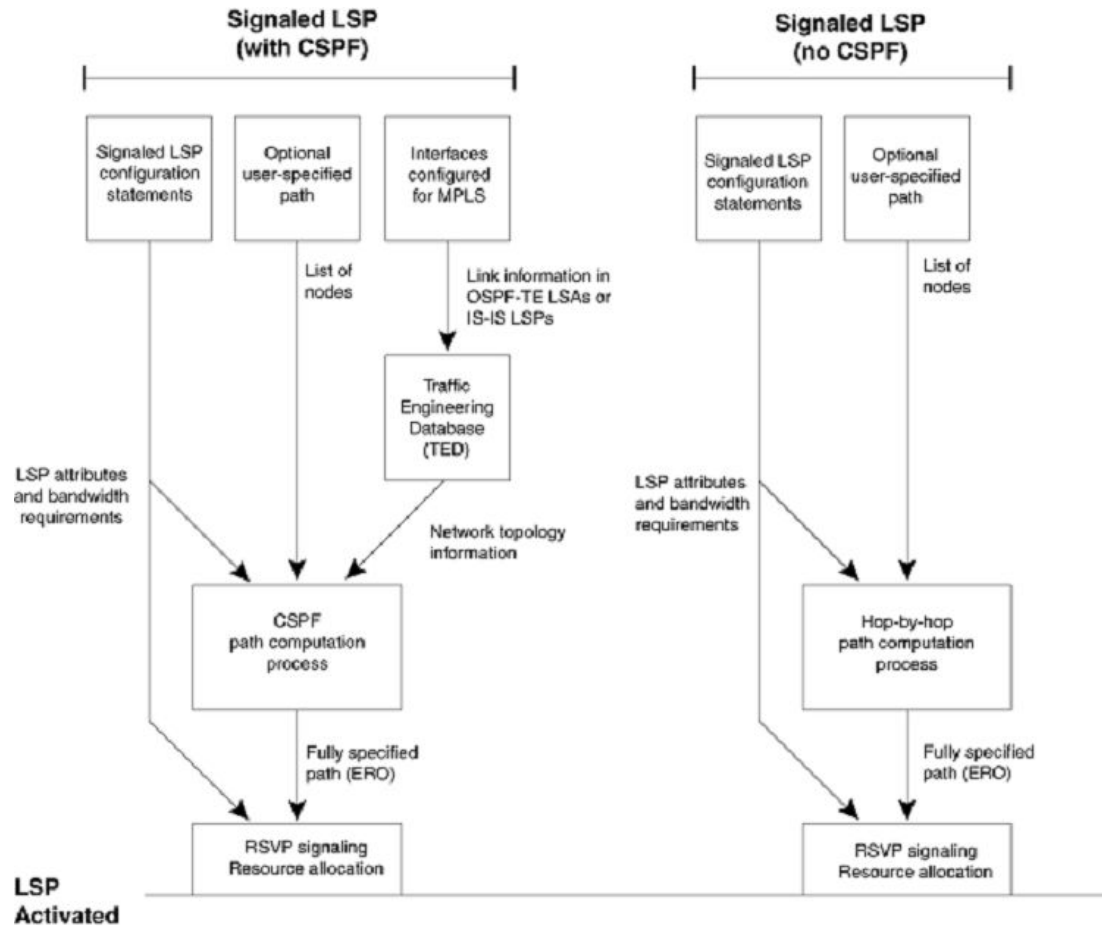 Signaled LSP
(with CSPF)
Signaled LSP
(no CSPF)
Signaled LSP
configuration
statements
Optional
user-specified
path
Interfaces
configured
for MPLS
Signaled LSP
configuration
statements
Optional
user-specified
path
List of
nodes
Link information in
OSPF-TE LSAs or
IS-IS LSPs
List of
nodes
Traffic
Engineering
Database
(TED)
LSP attributes
and bandwidth
requirements
Network topology
information
LSP attributes
and bandwidth
requirements
CSPF
path computation
process
Hop-by-hop
path computation
process
Fully specified
path (ERO)
Fully specified
path (ERO)
RSVP signaling
Resource allocation
RSVP signaling
Resource allocation
LSP
Activated